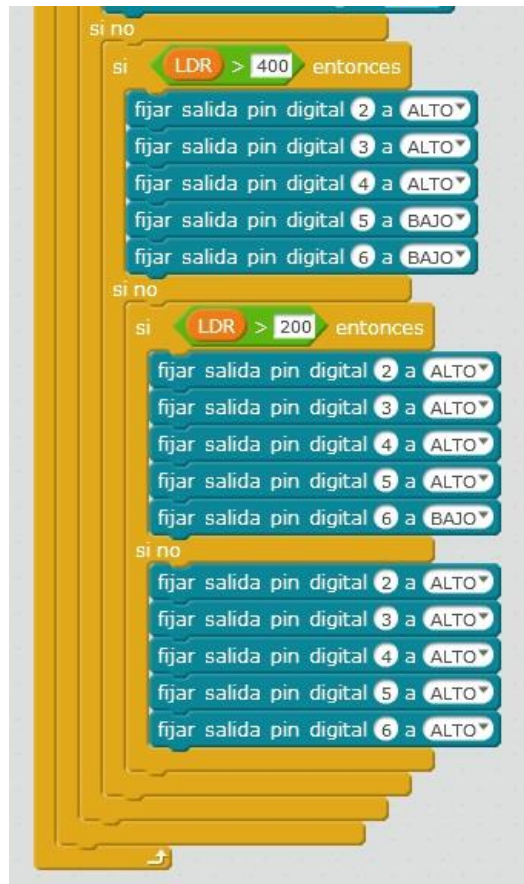 si no
si LDR > 400 entonces
fijar salida pin digital 2 a ALTO
fijar salida pin digital 3 a ALTO
fijar salida pin digital 4 a ALTO
fijar salida pin digital 5 a BAJO
fijar salida pin digital 6 a BAJO
si no
si LDR > 200 entonces
fijar salida pin digital 2 a ALTO
fijar salida pin digital 3 a ALTO
fijar salida pin digital 4 a ALTO
fijar salida pin digital 5 a ALTO
fijar salida pin digital 6 a BAJO
si no
fijar salida pin digital 2 a ALTO
fijar salida pin digital 3 a ALTO
fijar salida pin digital 4 a ALTO
fijar salida pin digital 5 a ALTO
fijar salida pin digital 6 a ALTO